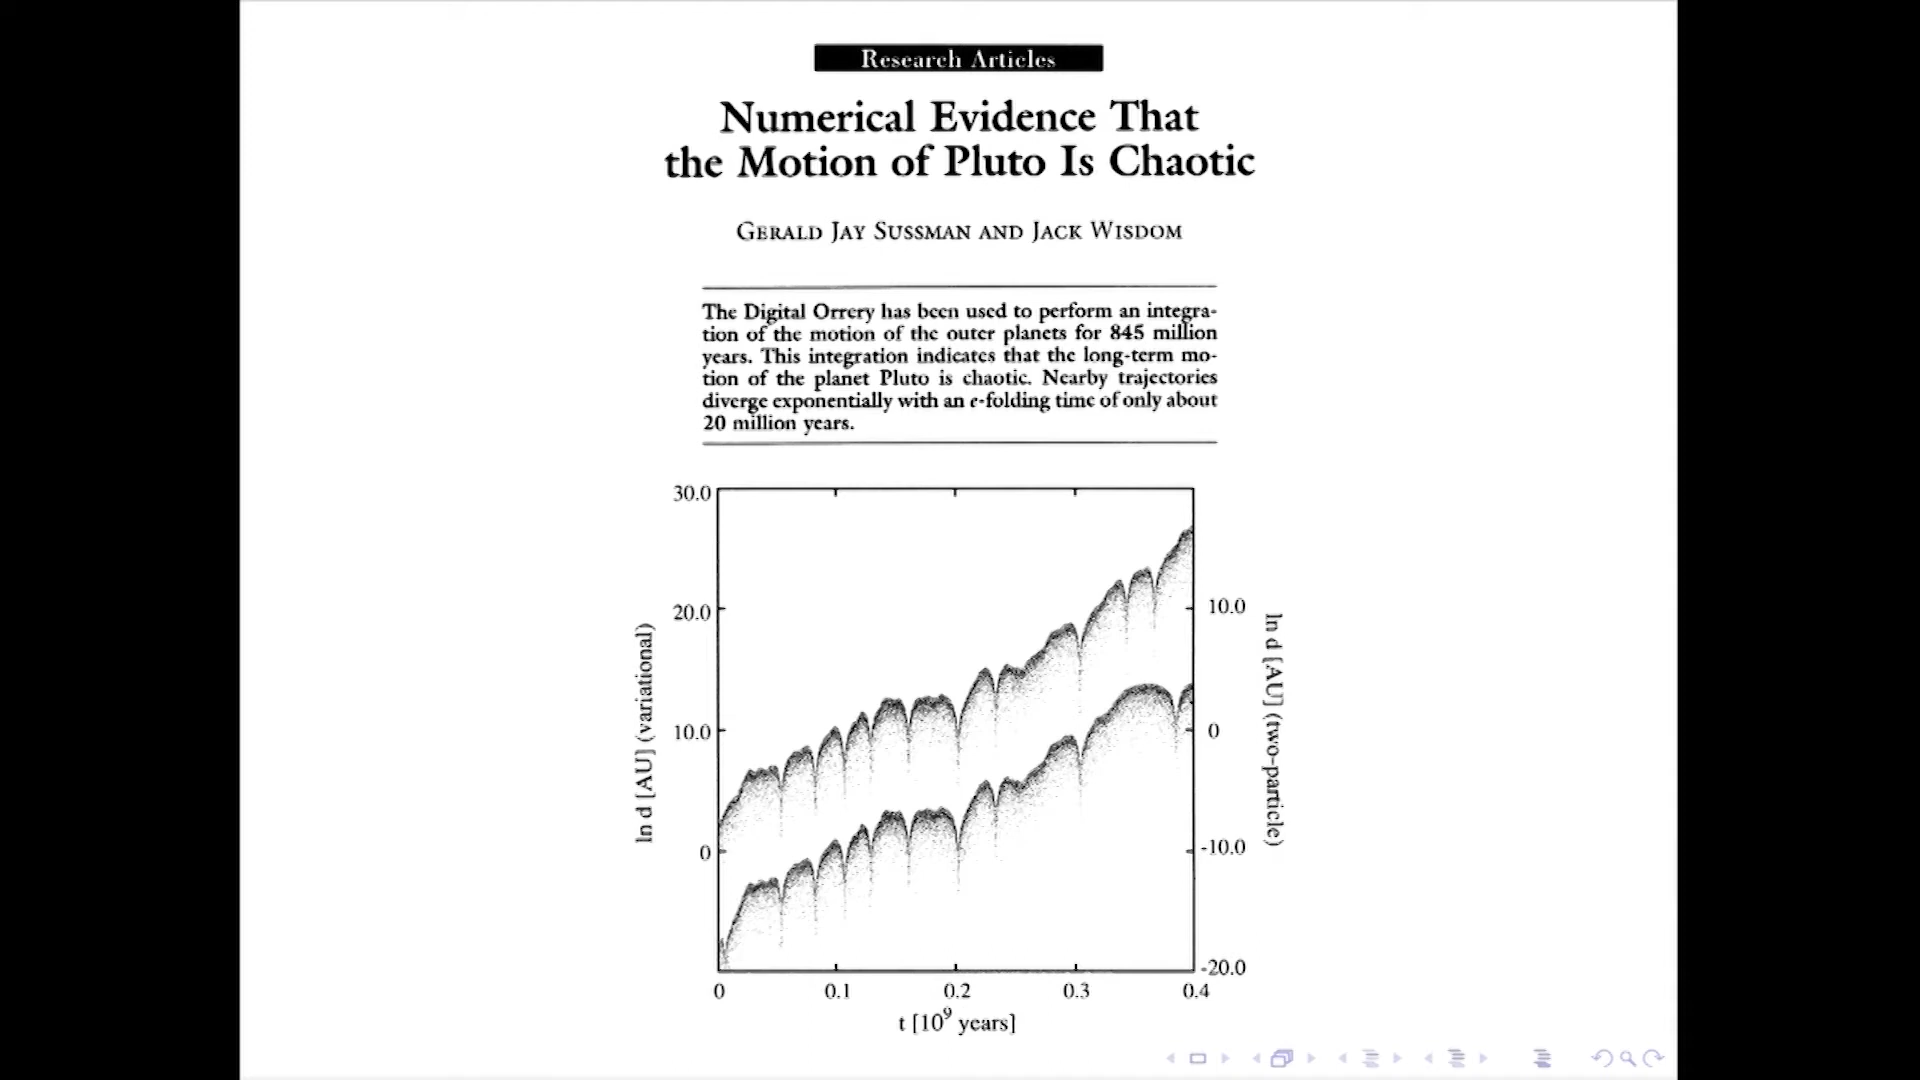 Research Articles
Numerical Evidence That
the Motion of Pluto Is Chaotic
GERALD JAY SUSSMAN AND JACK WISDOM
The Digital Orrery has been used to perform an integra-
tion of the motion of the outer planets for 845 million
years. This integration indicates that the long-term mo-
tion of the planet Pluto is chaotic. Nearby trajectories
diverge exponentially with an e-folding time of only about
20 million years.
30.0
20.0
10.0
0
ln d [AU] (variational)
10.0
0
-10.0
-20.0
ln d [AU] (two-particle)
0 0.1 0.2 0.3 0.4
t [10⁹ years]